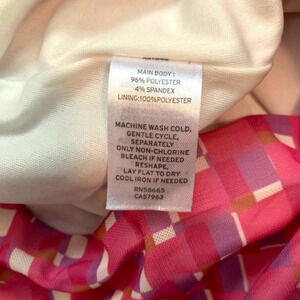 MAIN BODY:
96% POLYESTER
4% SPANDEX
LINING:100%POLYESTER
MACHINE WASH COLD,
GENTLE CYCLE,
SEPARATELY
ONLY NON-CHLORINE
BLEACH IF NEEDED
RESHAPE,
LAY FLAT TO DRY
COOL IRON IF NEEDED
RN56665
CA57963